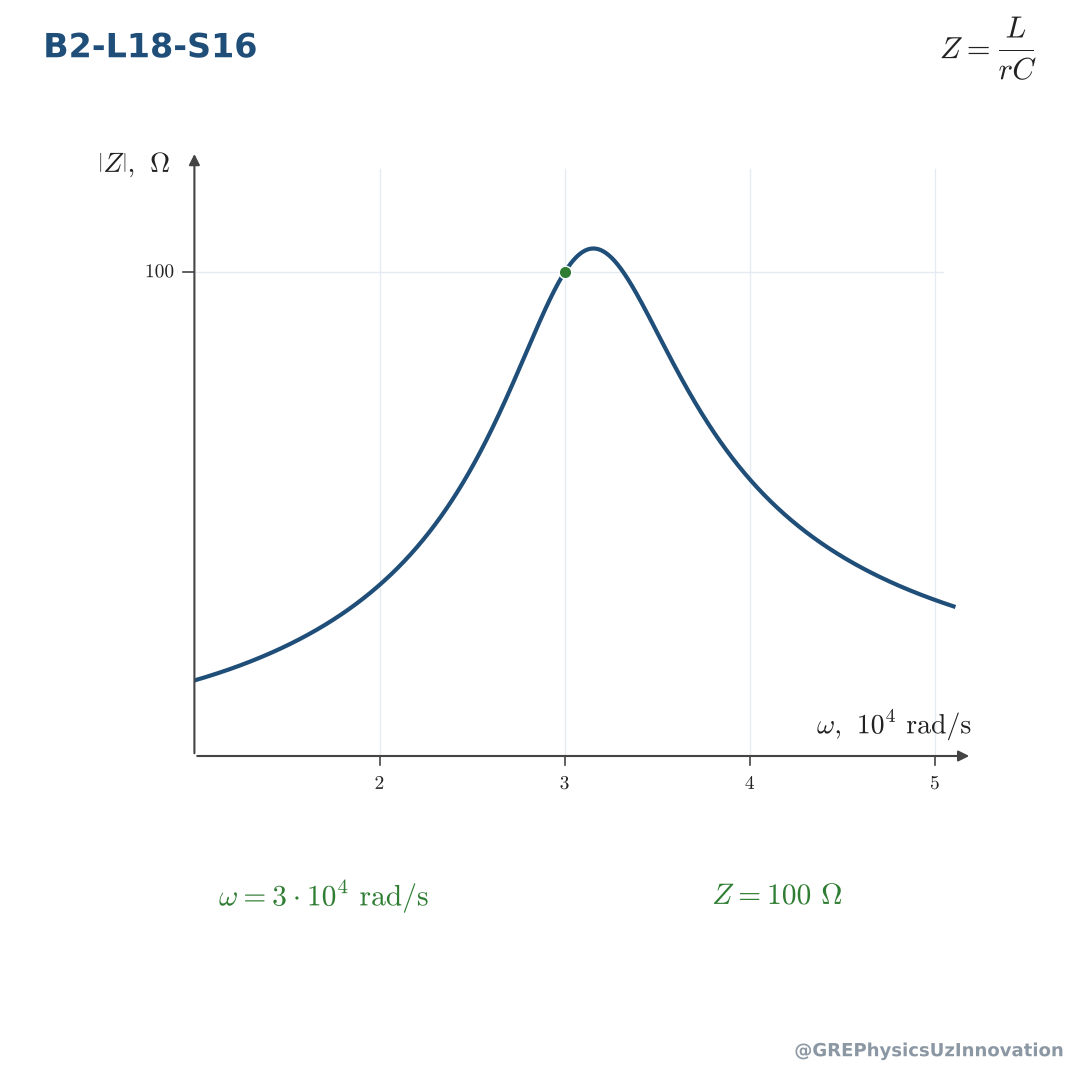 B2-L18-S16
Z = L/rC
|Z|, Ω
100
ω, 10⁴ rad/s
2 3 4 5
ω = 3 · 10⁴ rad/s Z = 100 Ω
@GREPhysicsUzInnovation